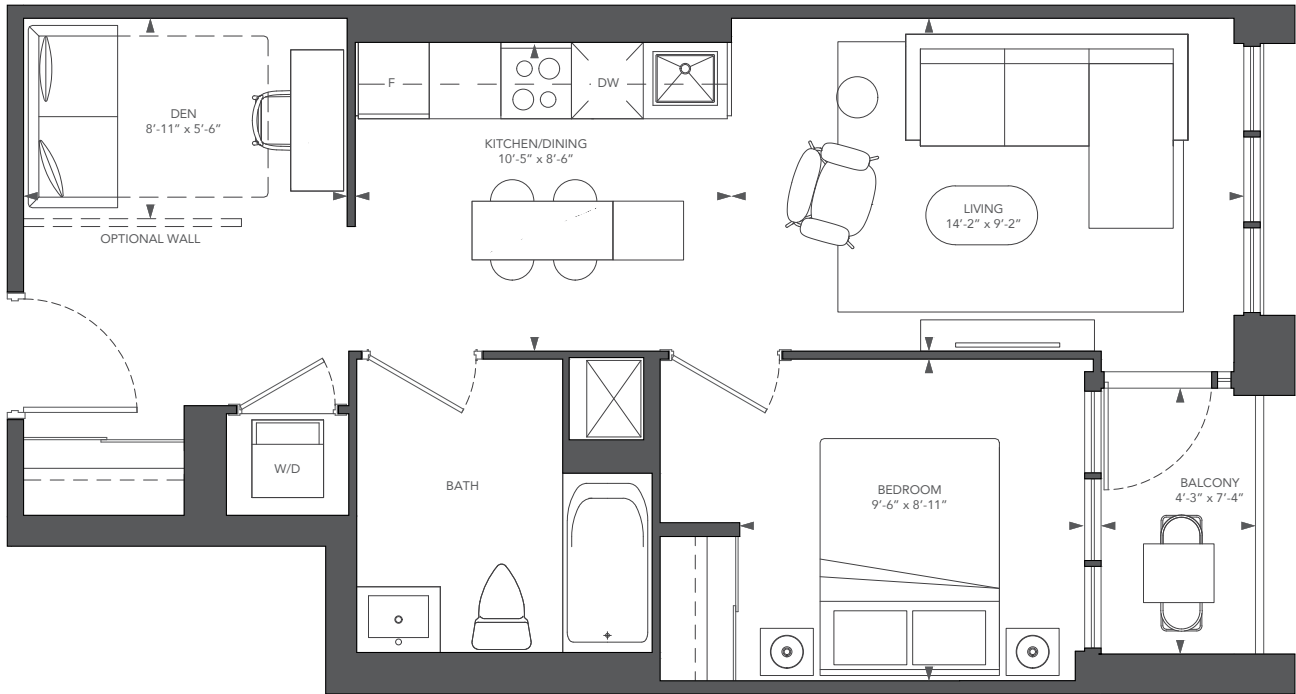 DEN
8'-11" x 5'-6"
OPTIONAL WALL
F
DW
KITCHEN/DINING
10'-5" x 8'-6"
LIVING
14'-2" x 9'-2"
W/D
BATH
BEDROOM
9'-6" x 8'-11"
BALCONY
4'-3" x 7'-4"